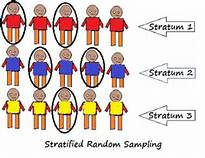 Stratum 1
Stratum 2
Stratum 3
Stratified Random Sampling